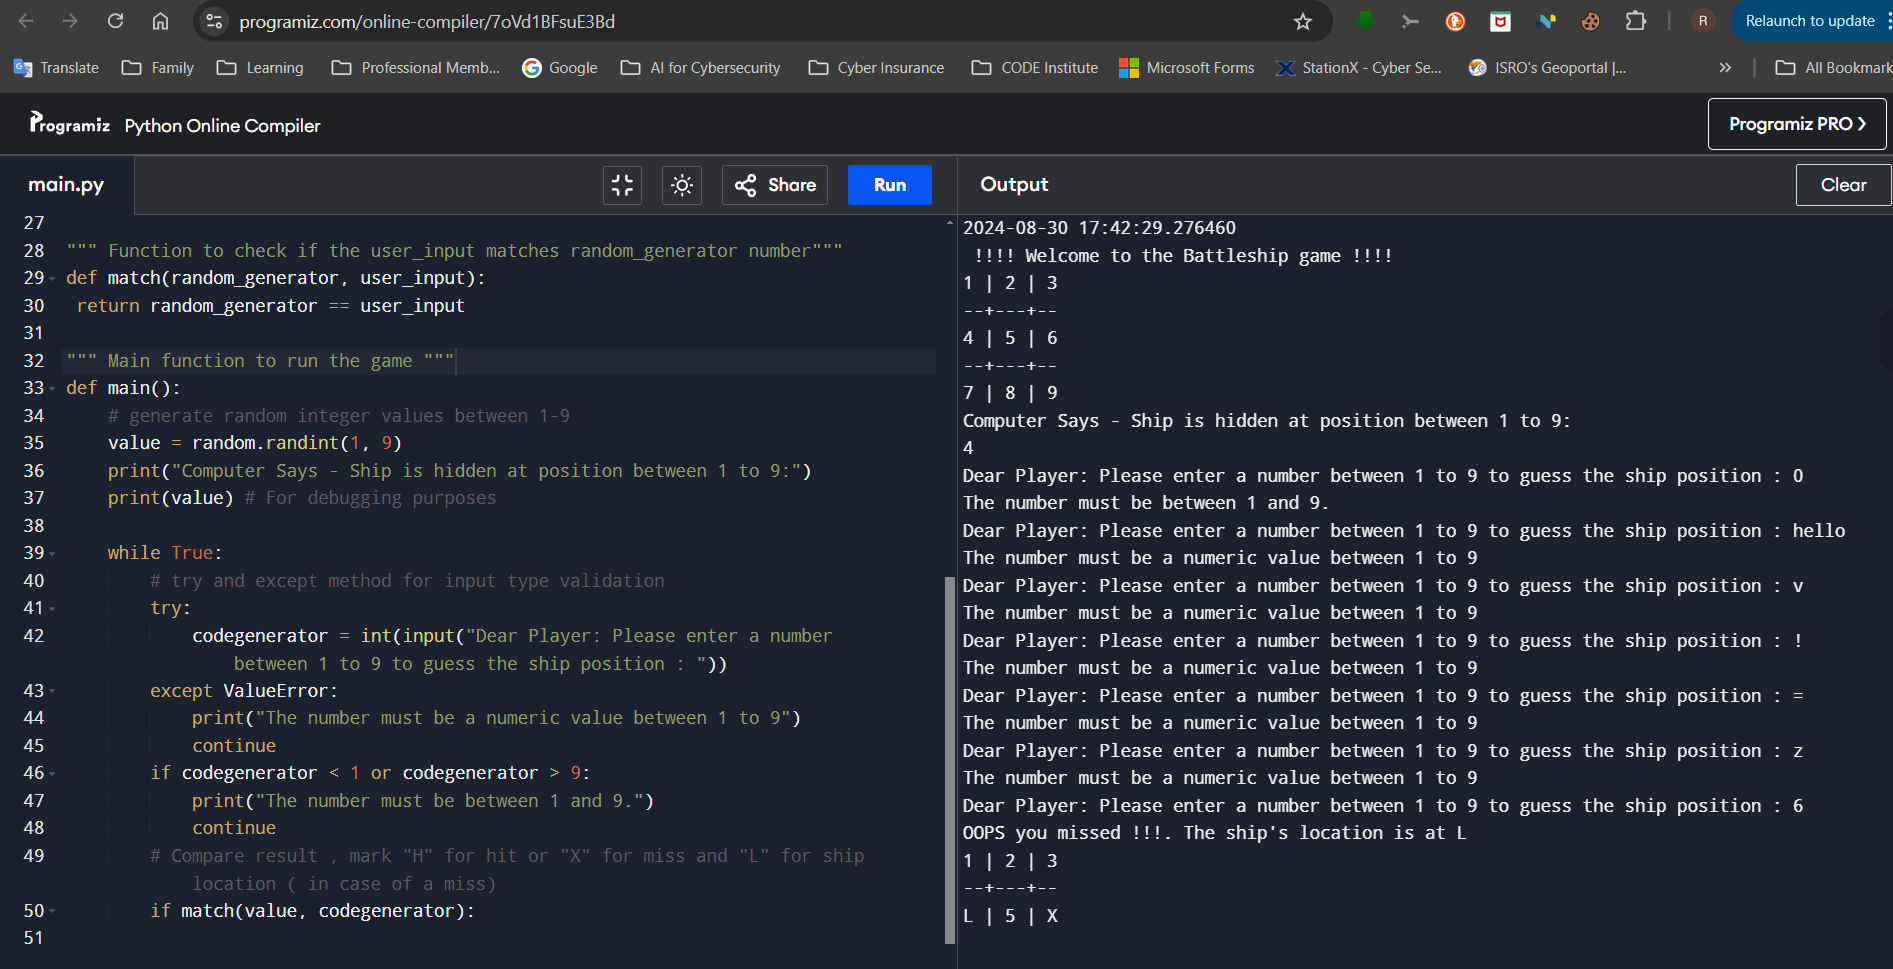 programiz.com/online-compiler/7oVd1BFsuE3Bd
R
Relaunch to update
Translate
Family
Learning
Professional Memb...
Google
AI for Cybersecurity
Cyber Insurance
CODE Institute
Microsoft Forms
StationX - Cyber Se...
ISRO's Geoportal |...
»
All Bookmark
Programiz
Python Online Compiler
Programiz PRO
main.py
Share
Run
27
28 """ Function to check if the user_input matches random_generator number"""
29 def match(random_generator, user_input):
30 return random_generator == user_input
31
32 """ Main function to run the game """
33 def main():
34 # generate random integer values between 1-9
35 value = random.randint(1, 9)
36 print("Computer Says - Ship is hidden at position between 1 to 9:")
37 print(value) # For debugging purposes
38
39 while True:
40 # try and except method for input type validation
41 try:
42 codegenerator = int(input("Dear Player: Please enter a number
between 1 to 9 to guess the ship position : "))
43 except ValueError:
44 print("The number must be a numeric value between 1 to 9")
45 continue
46 if codegenerator < 1 or codegenerator > 9:
47 print("The number must be between 1 and 9.")
48 continue
49 # Compare result , mark "H" for hit or "X" for miss and "L" for ship
location ( in case of a miss)
50 if match(value, codegenerator):
51
Output
Clear
2024-08-30 17:42:29.276460
!!!! Welcome to the Battleship game !!!!
1 | 2 | 3
--+---+--
4 | 5 | 6
--+---+--
7 | 8 | 9
Computer Says - Ship is hidden at position between 1 to 9:
4
Dear Player: Please enter a number between 1 to 9 to guess the ship position : 0
The number must be between 1 and 9.
Dear Player: Please enter a number between 1 to 9 to guess the ship position : hello
The number must be a numeric value between 1 to 9
Dear Player: Please enter a number between 1 to 9 to guess the ship position : v
The number must be a numeric value between 1 to 9
Dear Player: Please enter a number between 1 to 9 to guess the ship position : !
The number must be a numeric value between 1 to 9
Dear Player: Please enter a number between 1 to 9 to guess the ship position : =
The number must be a numeric value between 1 to 9
Dear Player: Please enter a number between 1 to 9 to guess the ship position : z
The number must be a numeric value between 1 to 9
Dear Player: Please enter a number between 1 to 9 to guess the ship position : 6
OOPS you missed !!!. The ship's location is at L
1 | 2 | 3
--+---+--
L | 5 | X